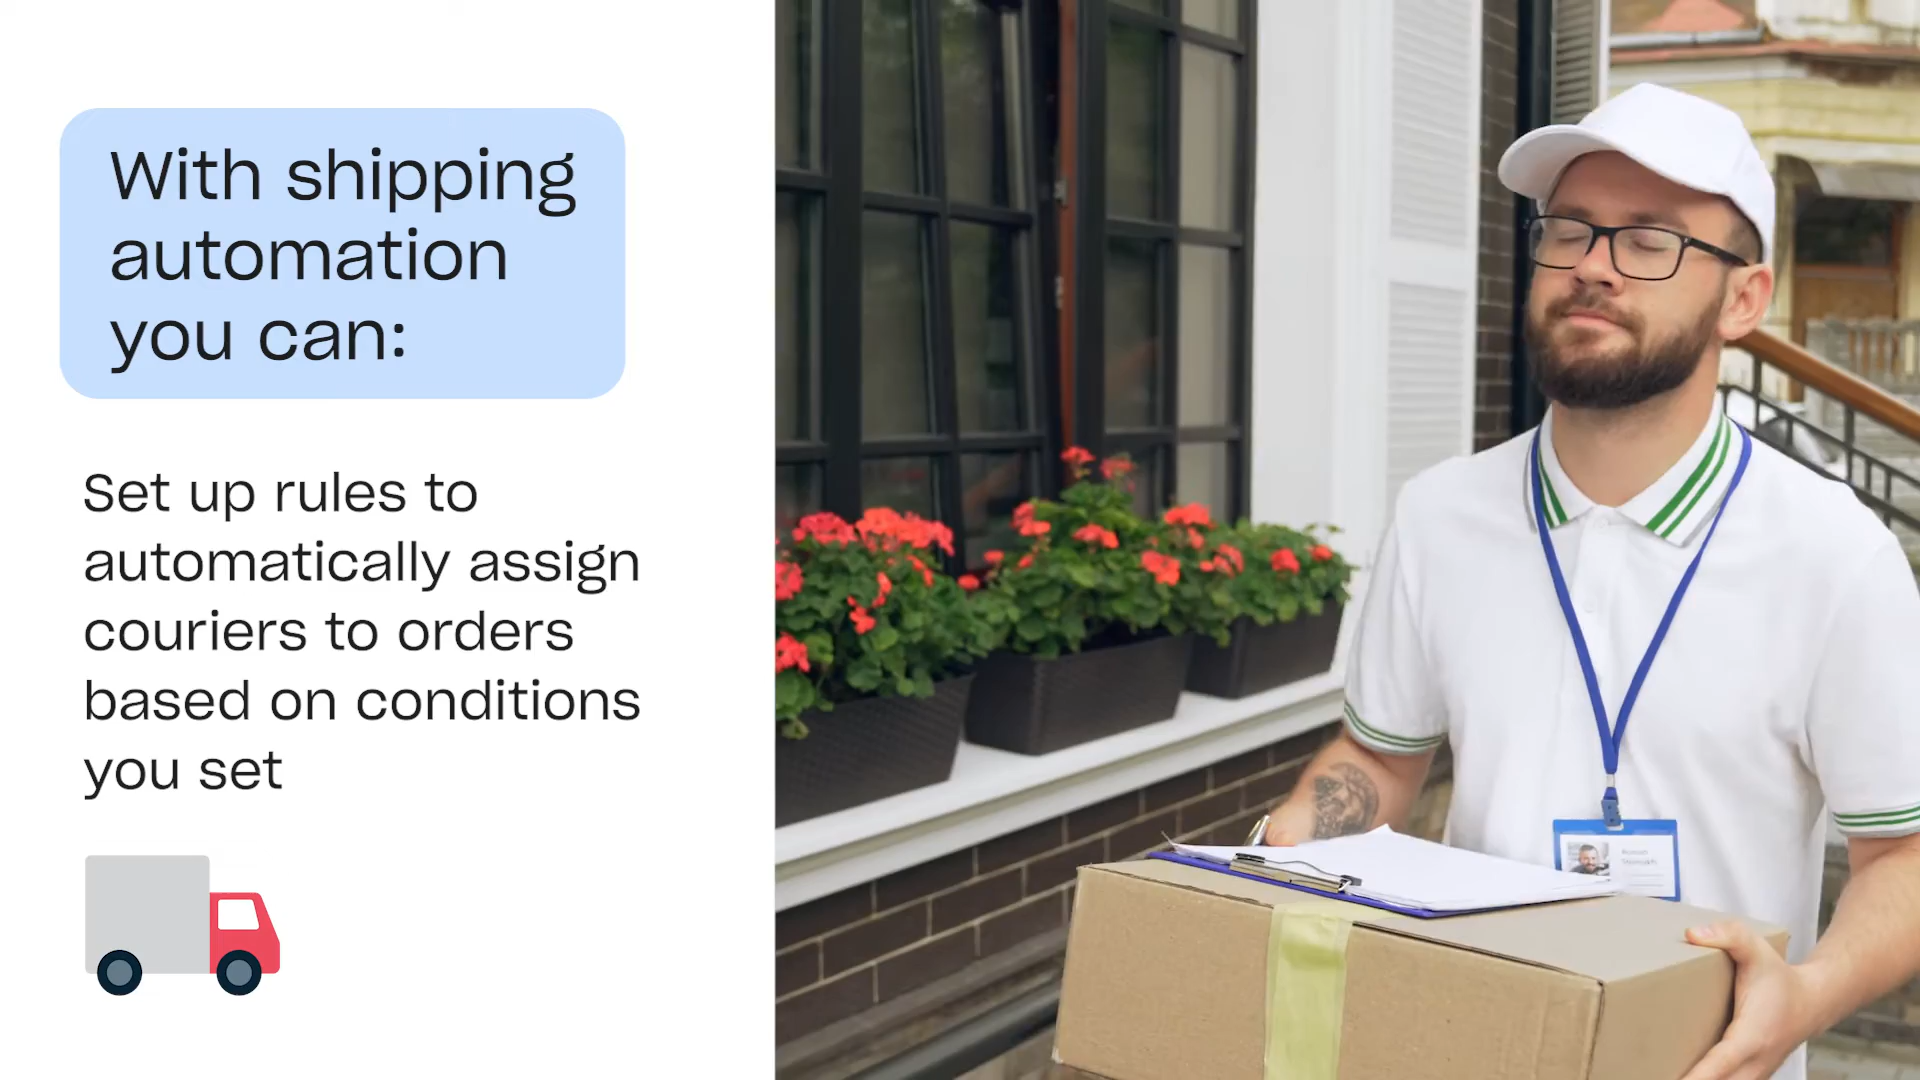 With shipping
automation
you can:
Set up rules to
automatically assign
couriers to orders
based on conditions
you set